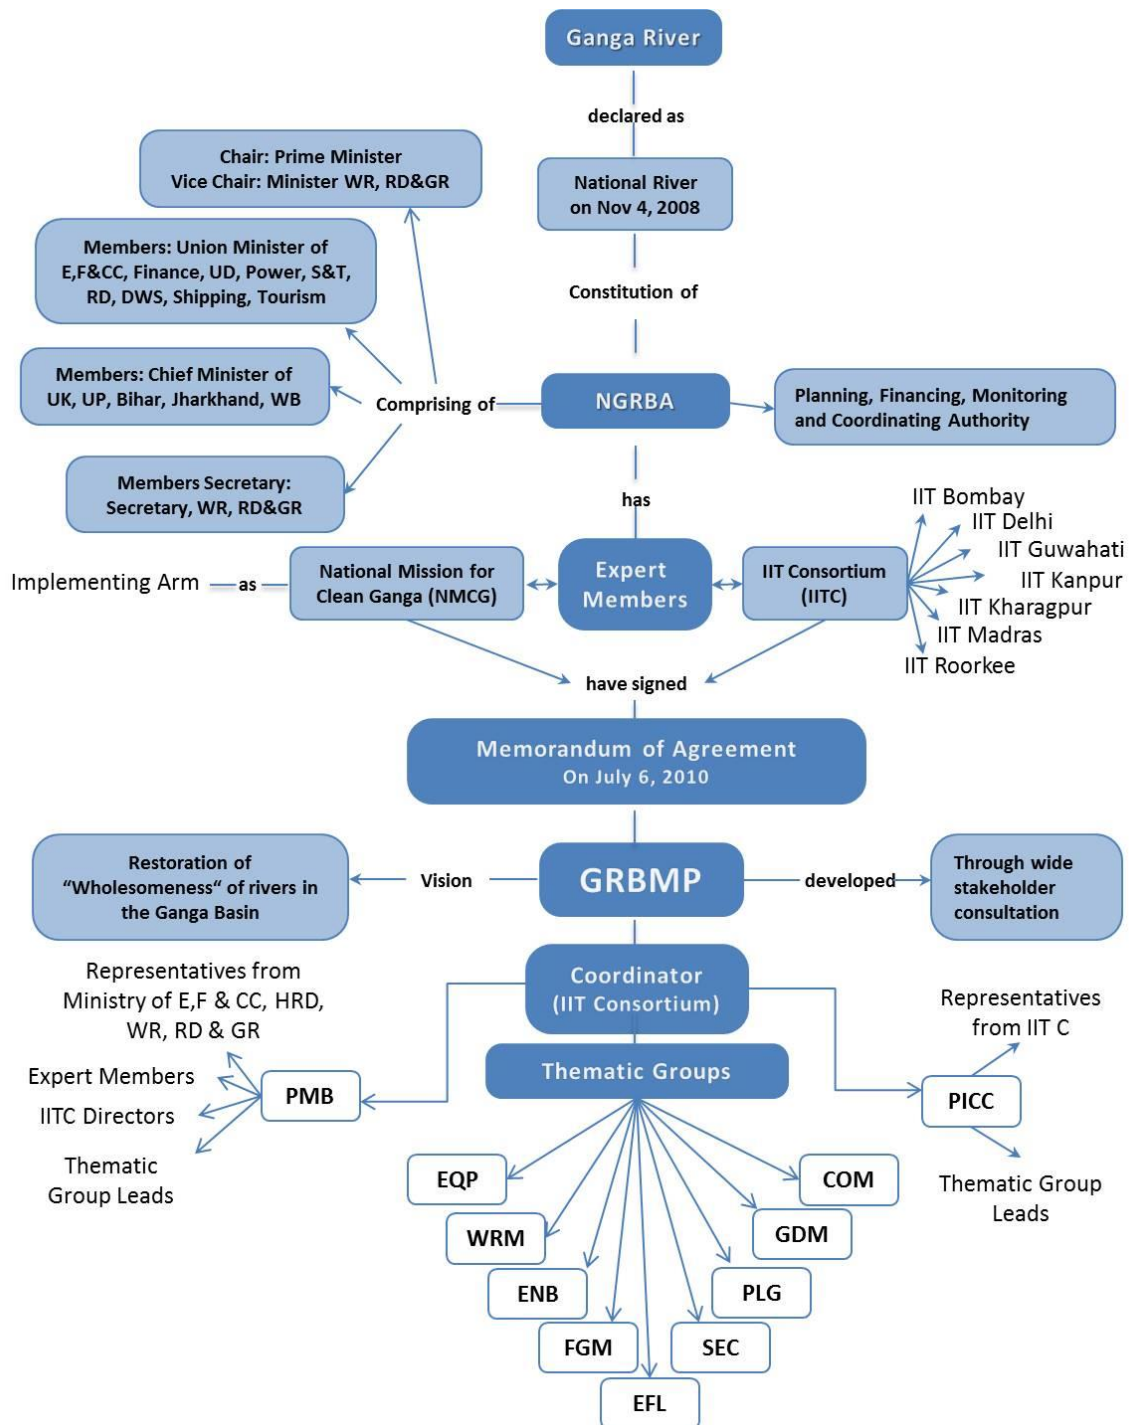 Ganga River
declared as
Chair: Prime Minister
Vice Chair: Minister WR, RD&GR
National River
on Nov 4, 2008
Members: Union Minister of
E,F&CC, Finance, UD, Power, S&T,
RD, DWS, Shipping, Tourism
Constitution of
Members: Chief Minister of
UK, UP, Bihar, Jharkhand, WB
Comprising of
NGRBA
Planning, Financing, Monitoring
and Coordinating Authority
Members Secretary:
Secretary, WR, RD&GR
has
IIT Bombay
IIT Delhi
IIT Guwahati
IIT Kanpur
IIT Kharagpur
IIT Madras
IIT Roorkee
Implementing Arm
as
National Mission for
Clean Ganga (NMCG)
Expert
Members
IIT Consortium
(IITC)
have signed
Memorandum of Agreement
On July 6, 2010
Restoration of
“Wholesomeness“ of rivers in
the Ganga Basin
Vision
GRBMP
developed
Through wide
stakeholder
consultation
Coordinator
(IIT Consortium)
Representatives from
Ministry of E,F & CC, HRD,
WR, RD & GR
Expert Members
IITC Directors
Thematic
Group Leads
PMB
Thematic Groups
Representatives
from IIT C
PICC
Thematic Group
Leads
EQP
WRM
ENB
FGM
EFL
SEC
PLG
GDM
COM